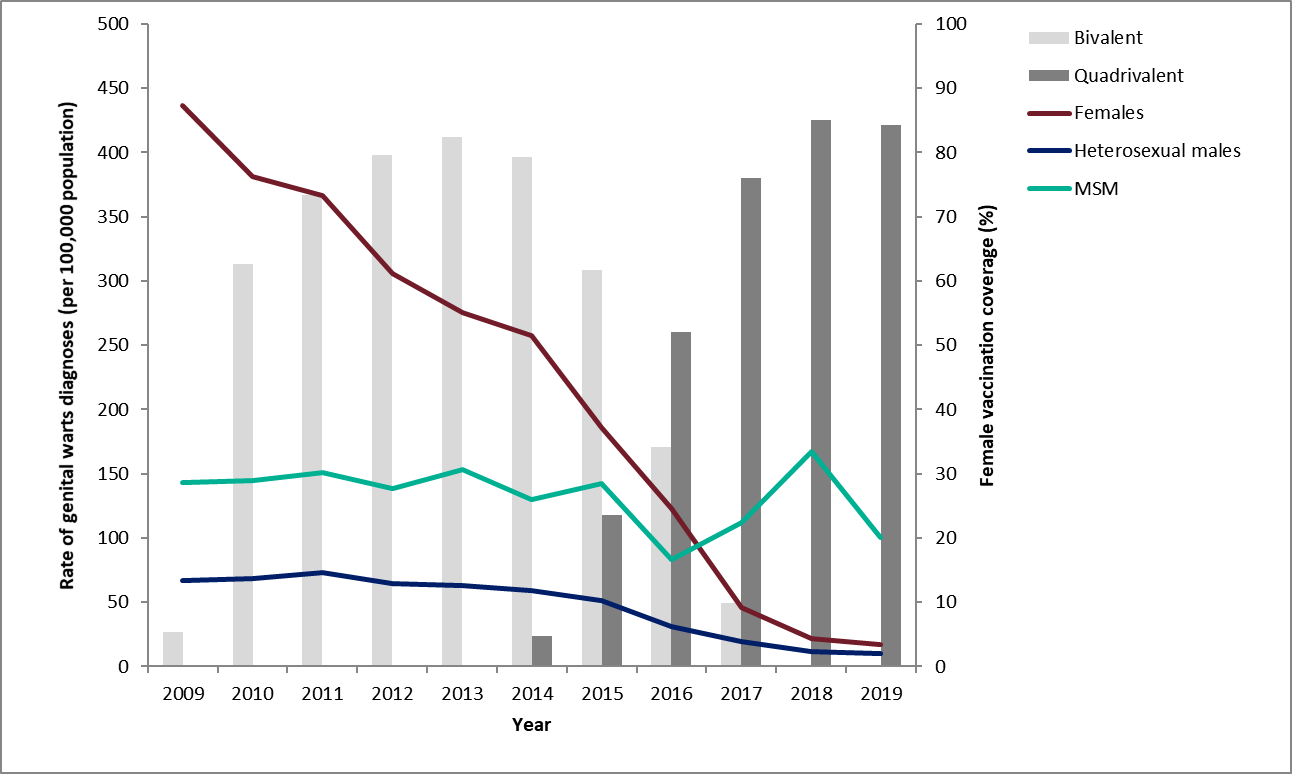 Rate of genital warts diagnoses (per 100,000 population)
500
450
400
350
300
250
200
150
100
50
0
2009 2010 2011 2012 2013 2014 2015 2016 2017 2018 2019
Year
100
90
80
70
60
50
40
30
20
10
0
Female vaccination coverage (%)
Bivalent
Quadrivalent
Females
Heterosexual males
MSM